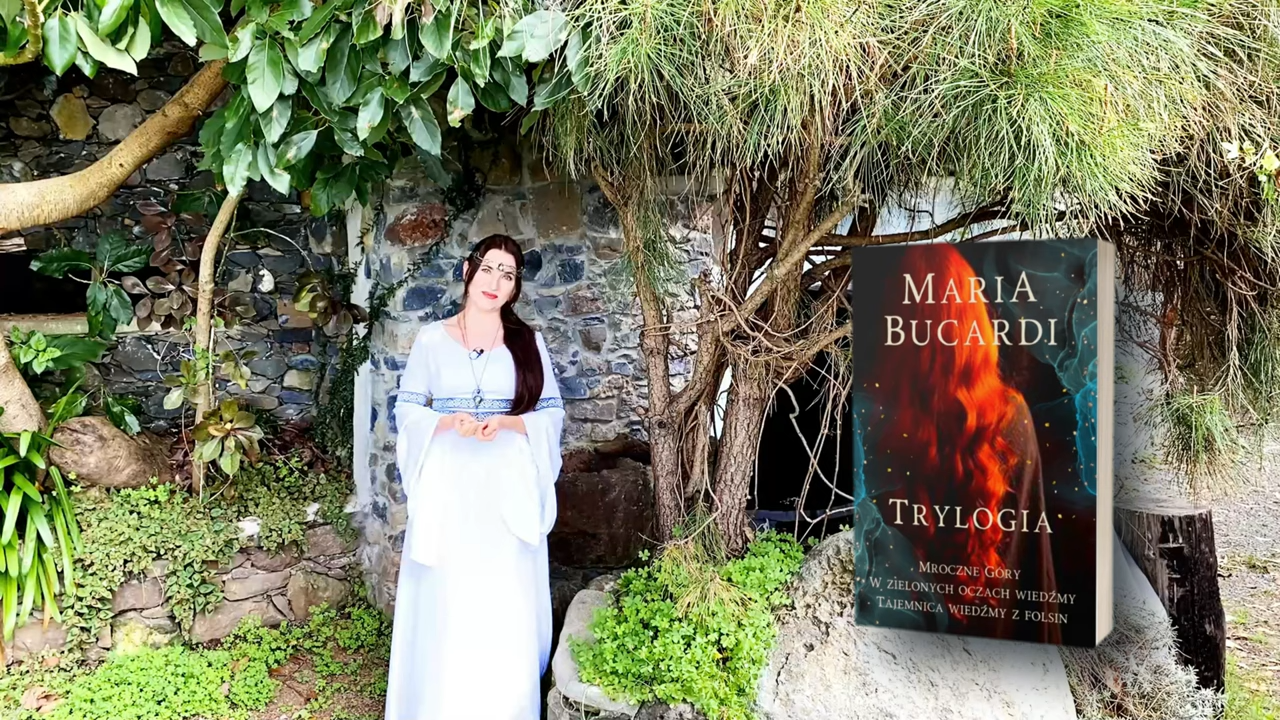 MARIA
BUCARDI
TRYLOGIA
MROCZNE GÓRY
W ZIELONYCH OCZACH WIEDŹMY
TAJEMNICA WIEDŹMY Z FOLSIN